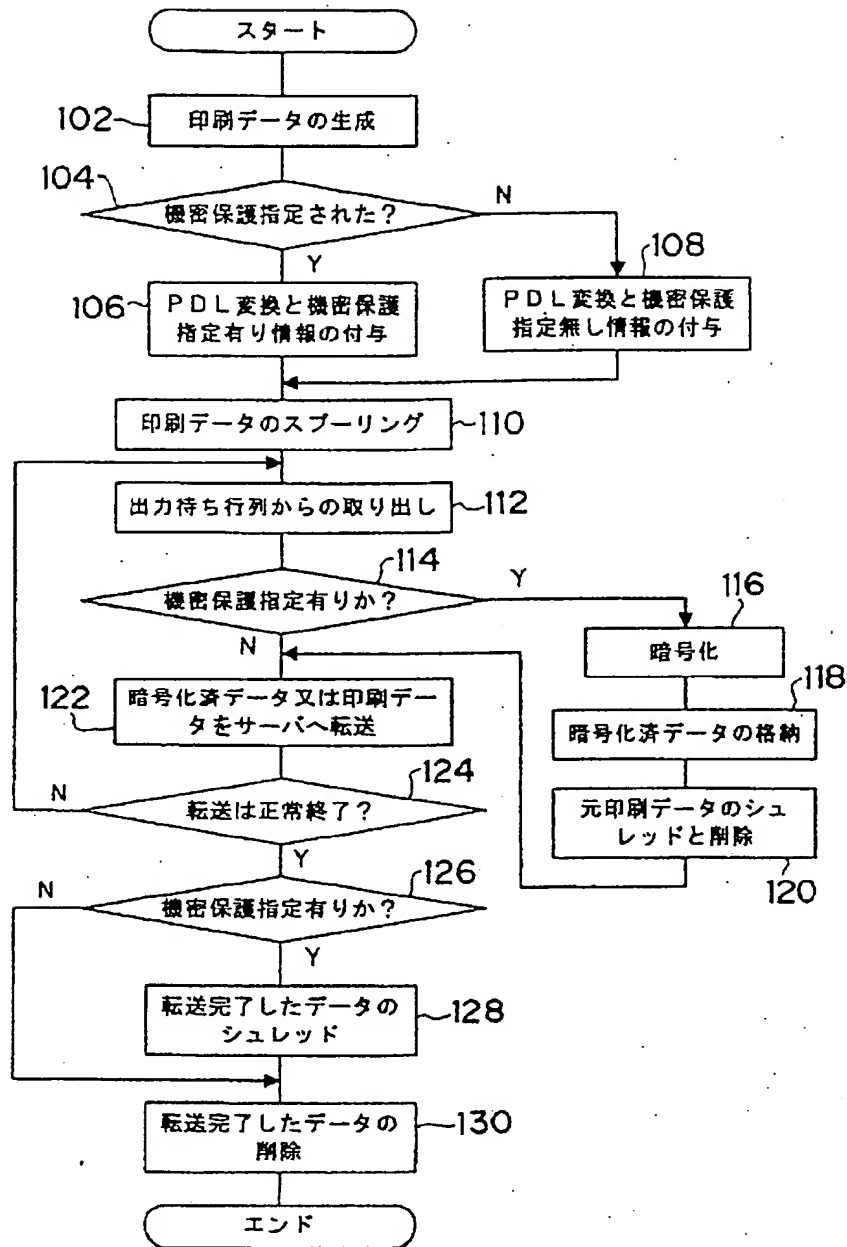 スタート
102
印刷データの生成
104
機密保護指定された？
N
Y
108
106
PDL変換と機密保護
指定有り情報の付与
PDL変換と機密保護
指定無し情報の付与
印刷データのスプーリング
110
出力待ち行列からの取り出し
112
114
機密保護指定有りか？
Y
N
116
暗号化
118
122
暗号化済データ又は印刷デー
タをサーバへ転送
暗号化済データの格納
124
N
転送は正常終了？
Y
元印刷データのシュ
レッドと削除
120
126
N
機密保護指定有りか？
Y
転送完了したデータの
シュレッド
128
転送完了したデータの
削除
130
エンド